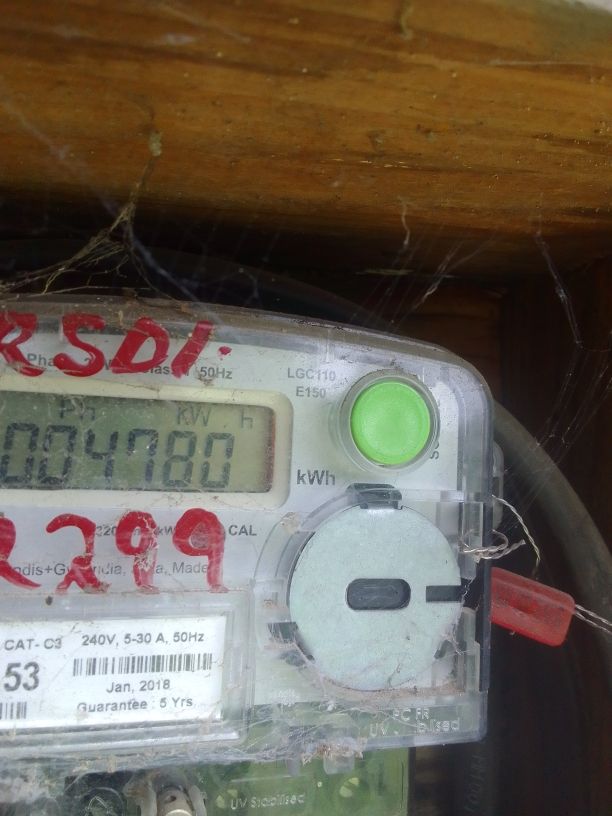 RSD1.
50Hz
LGC110
E150
Ph kW h
004780
kWh
2299
CAL
CAT- C3 240V, 5-30 A, 50Hz
53
Jan, 2018
Guarantee : 5 Yrs
UV Stabilised